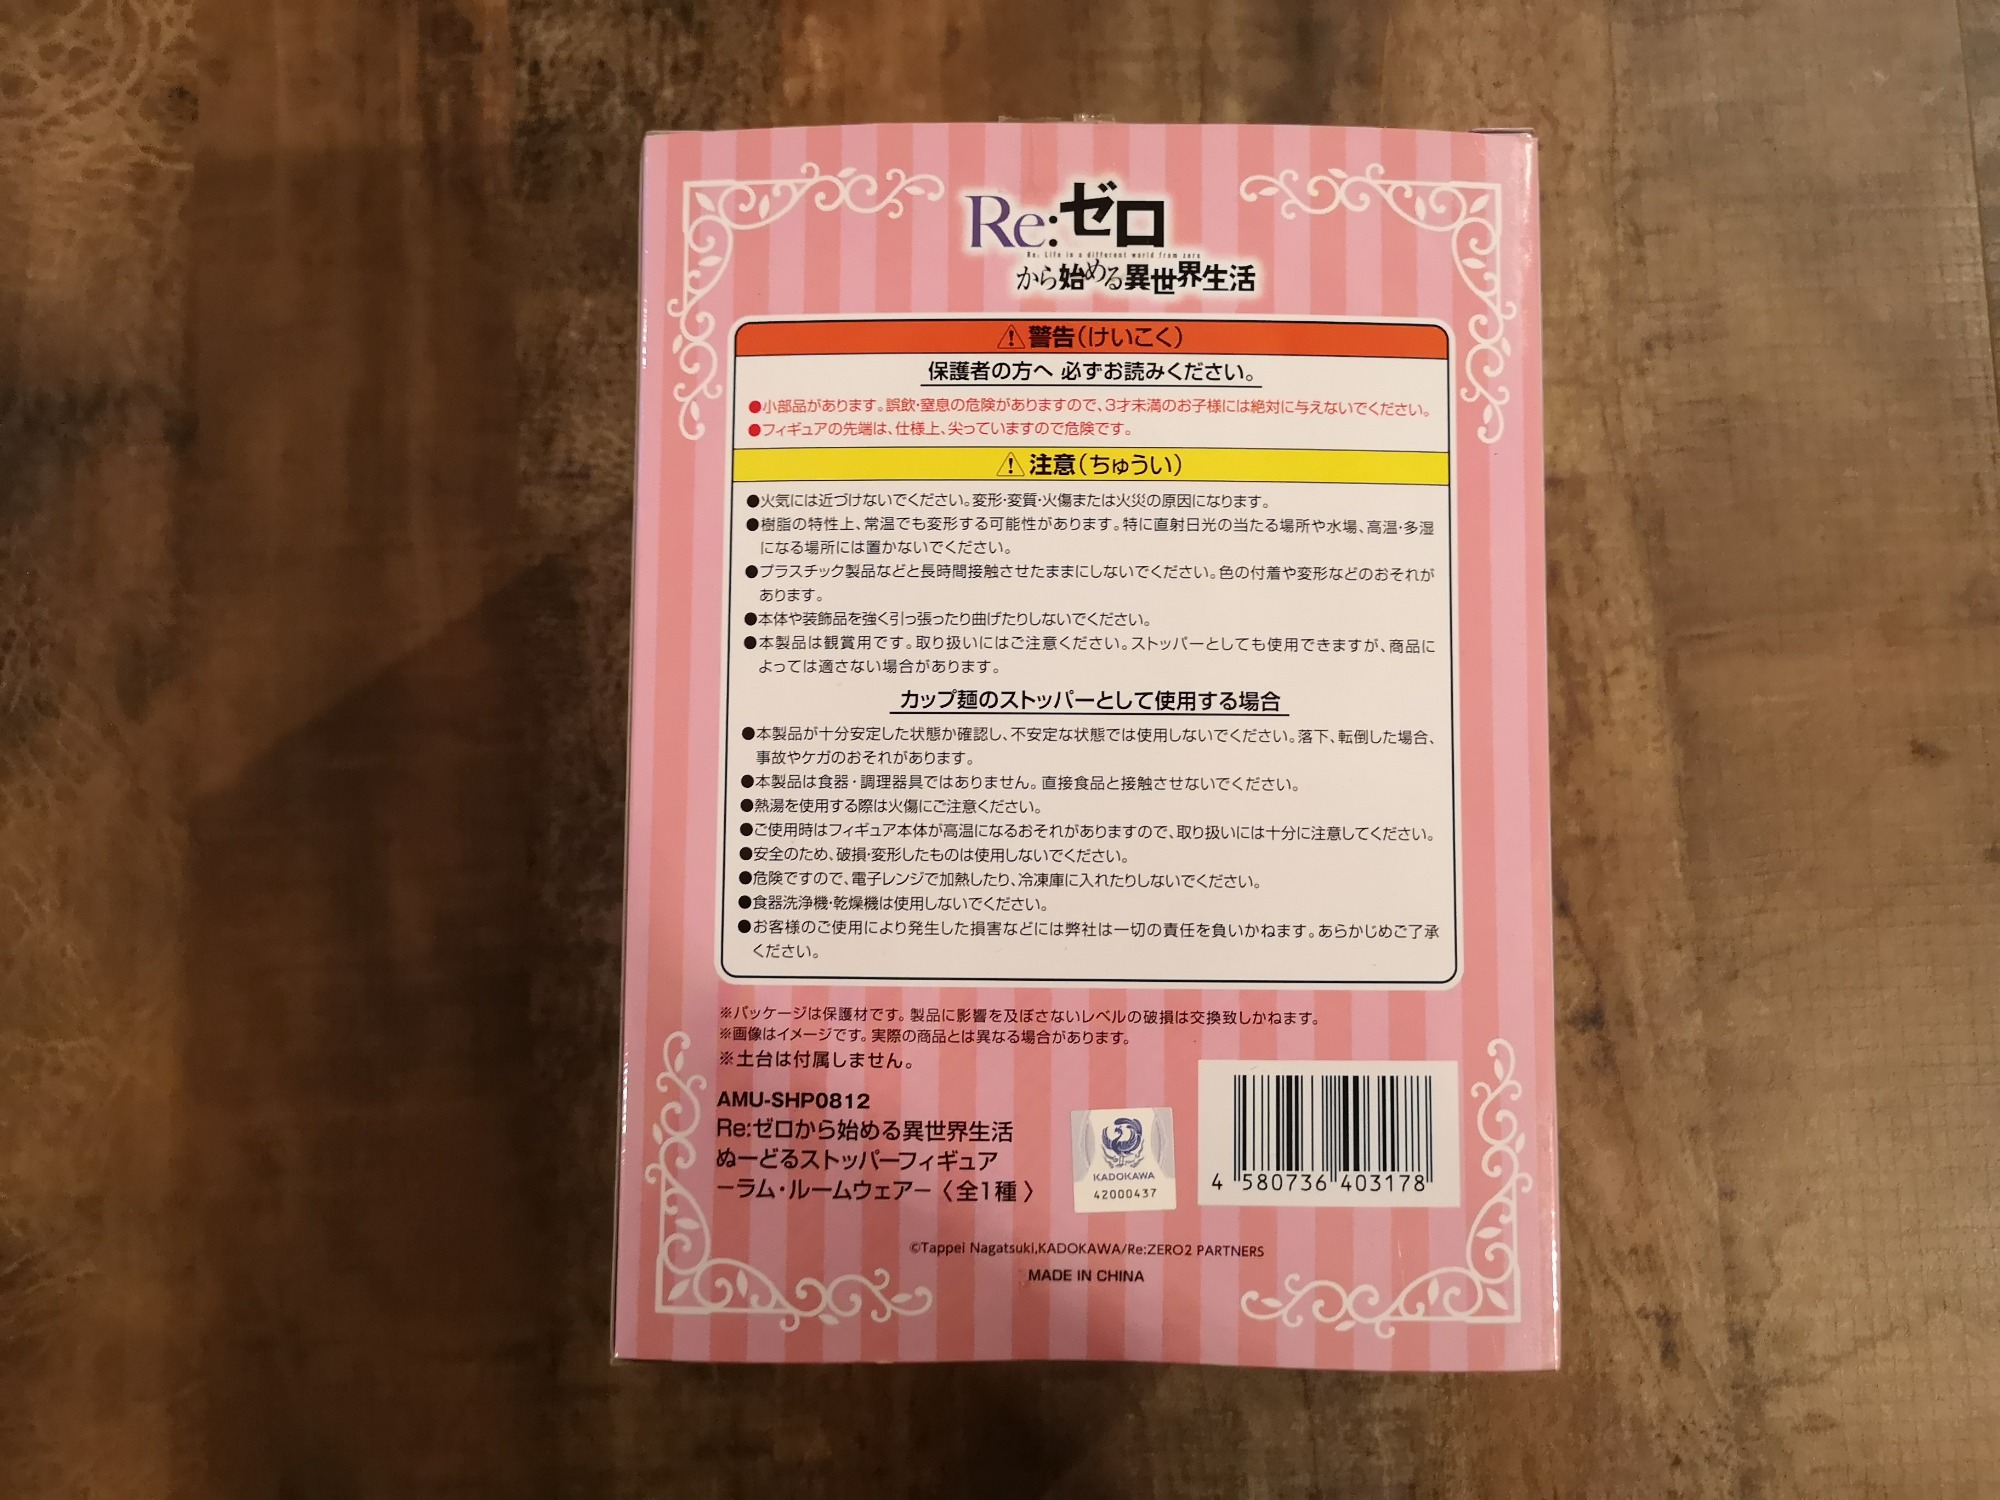 Re:ゼロ
Re: Life in a different world from zero
から始める異世界生活
警告(けいこく)
保護者の方へ 必ずお読みください。
●小部品があります。誤飲・窒息の危険がありますので、3才未満のお子様には絶対に与えないでください。
●フィギュアの先端は、仕様上、尖っていますので危険です。
注意(ちゅうい)
●火気には近づけないでください。変形・変質・火傷または火災の原因になります。
●樹脂の特性上、常温でも変形する可能性があります。特に直射日光の当たる場所や水場、高温・多湿
になる場所には置かないでください。
●プラスチック製品などと長時間接触させたままにしないでください。色の付着や変形などのおそれが
あります。
●本体や装飾品を強く引っ張ったり曲げたりしないでください。
●本製品は観賞用です。取り扱いにはご注意ください。ストッパーとしても使用できますが、商品に
よっては適さない場合があります。
カップ麺のストッパーとして使用する場合
●本製品が十分安定した状態か確認し、不安定な状態では使用しないでください。落下、転倒した場合、
事故やケガのおそれがあります。
●本製品は食器・調理器具ではありません。直接食品と接触させないでください。
●熱湯を使用する際は火傷にご注意ください。
●ご使用時はフィギュア本体が高温になるおそれがありますので、取り扱いには十分に注意してください。
●安全のため、破損・変形したものは使用しないでください。
●危険ですので、電子レンジで加熱したり、冷凍庫に入れたりしないでください。
●食器洗浄機・乾燥機は使用しないでください。
●お客様のご使用により発生した損害などには弊社は一切の責任を負いかねます。あらかじめご了承
ください。
※パッケージは保護材です。製品に影響を及ぼさないレベルの破損は交換致しかねます。
※画像はイメージです。実際の商品とは異なる場合があります。
※土台は付属しません。
AMU-SHP0812
Re:ゼロから始める異世界生活
ぬーどるストッパーフィギュア
−ラム・ルームウェア−〈全1種〉
KADOKAWA
42000437
4 580736 403178
©Tappei Nagatsuki,KADOKAWA/Re:ZERO2 PARTNERS
MADE IN CHINA